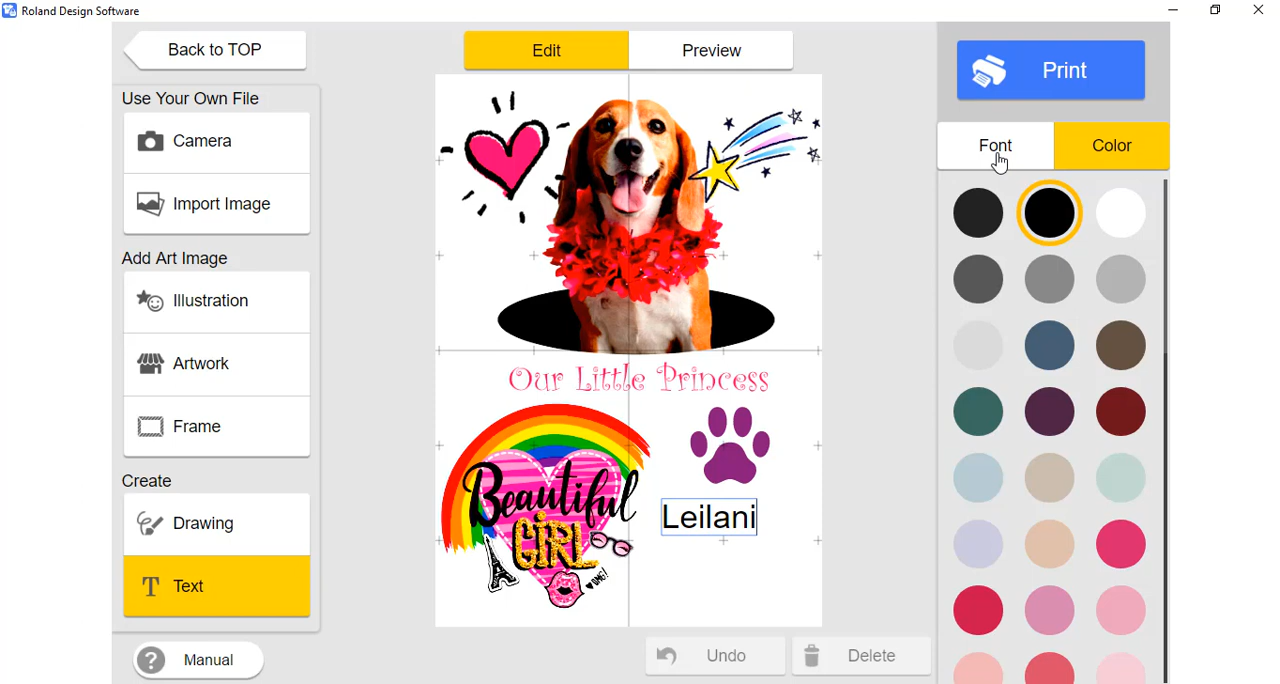 Roland Design Software
Back to TOP
Edit
Preview
Print
Use Your Own File
Camera
Import Image
Font
Color
Add Art Image
Illustration
Artwork
Frame
Our Little Princess
Beautiful
GIRL
OMG!
Leilani
Create
Drawing
Text
Manual
Undo
Delete